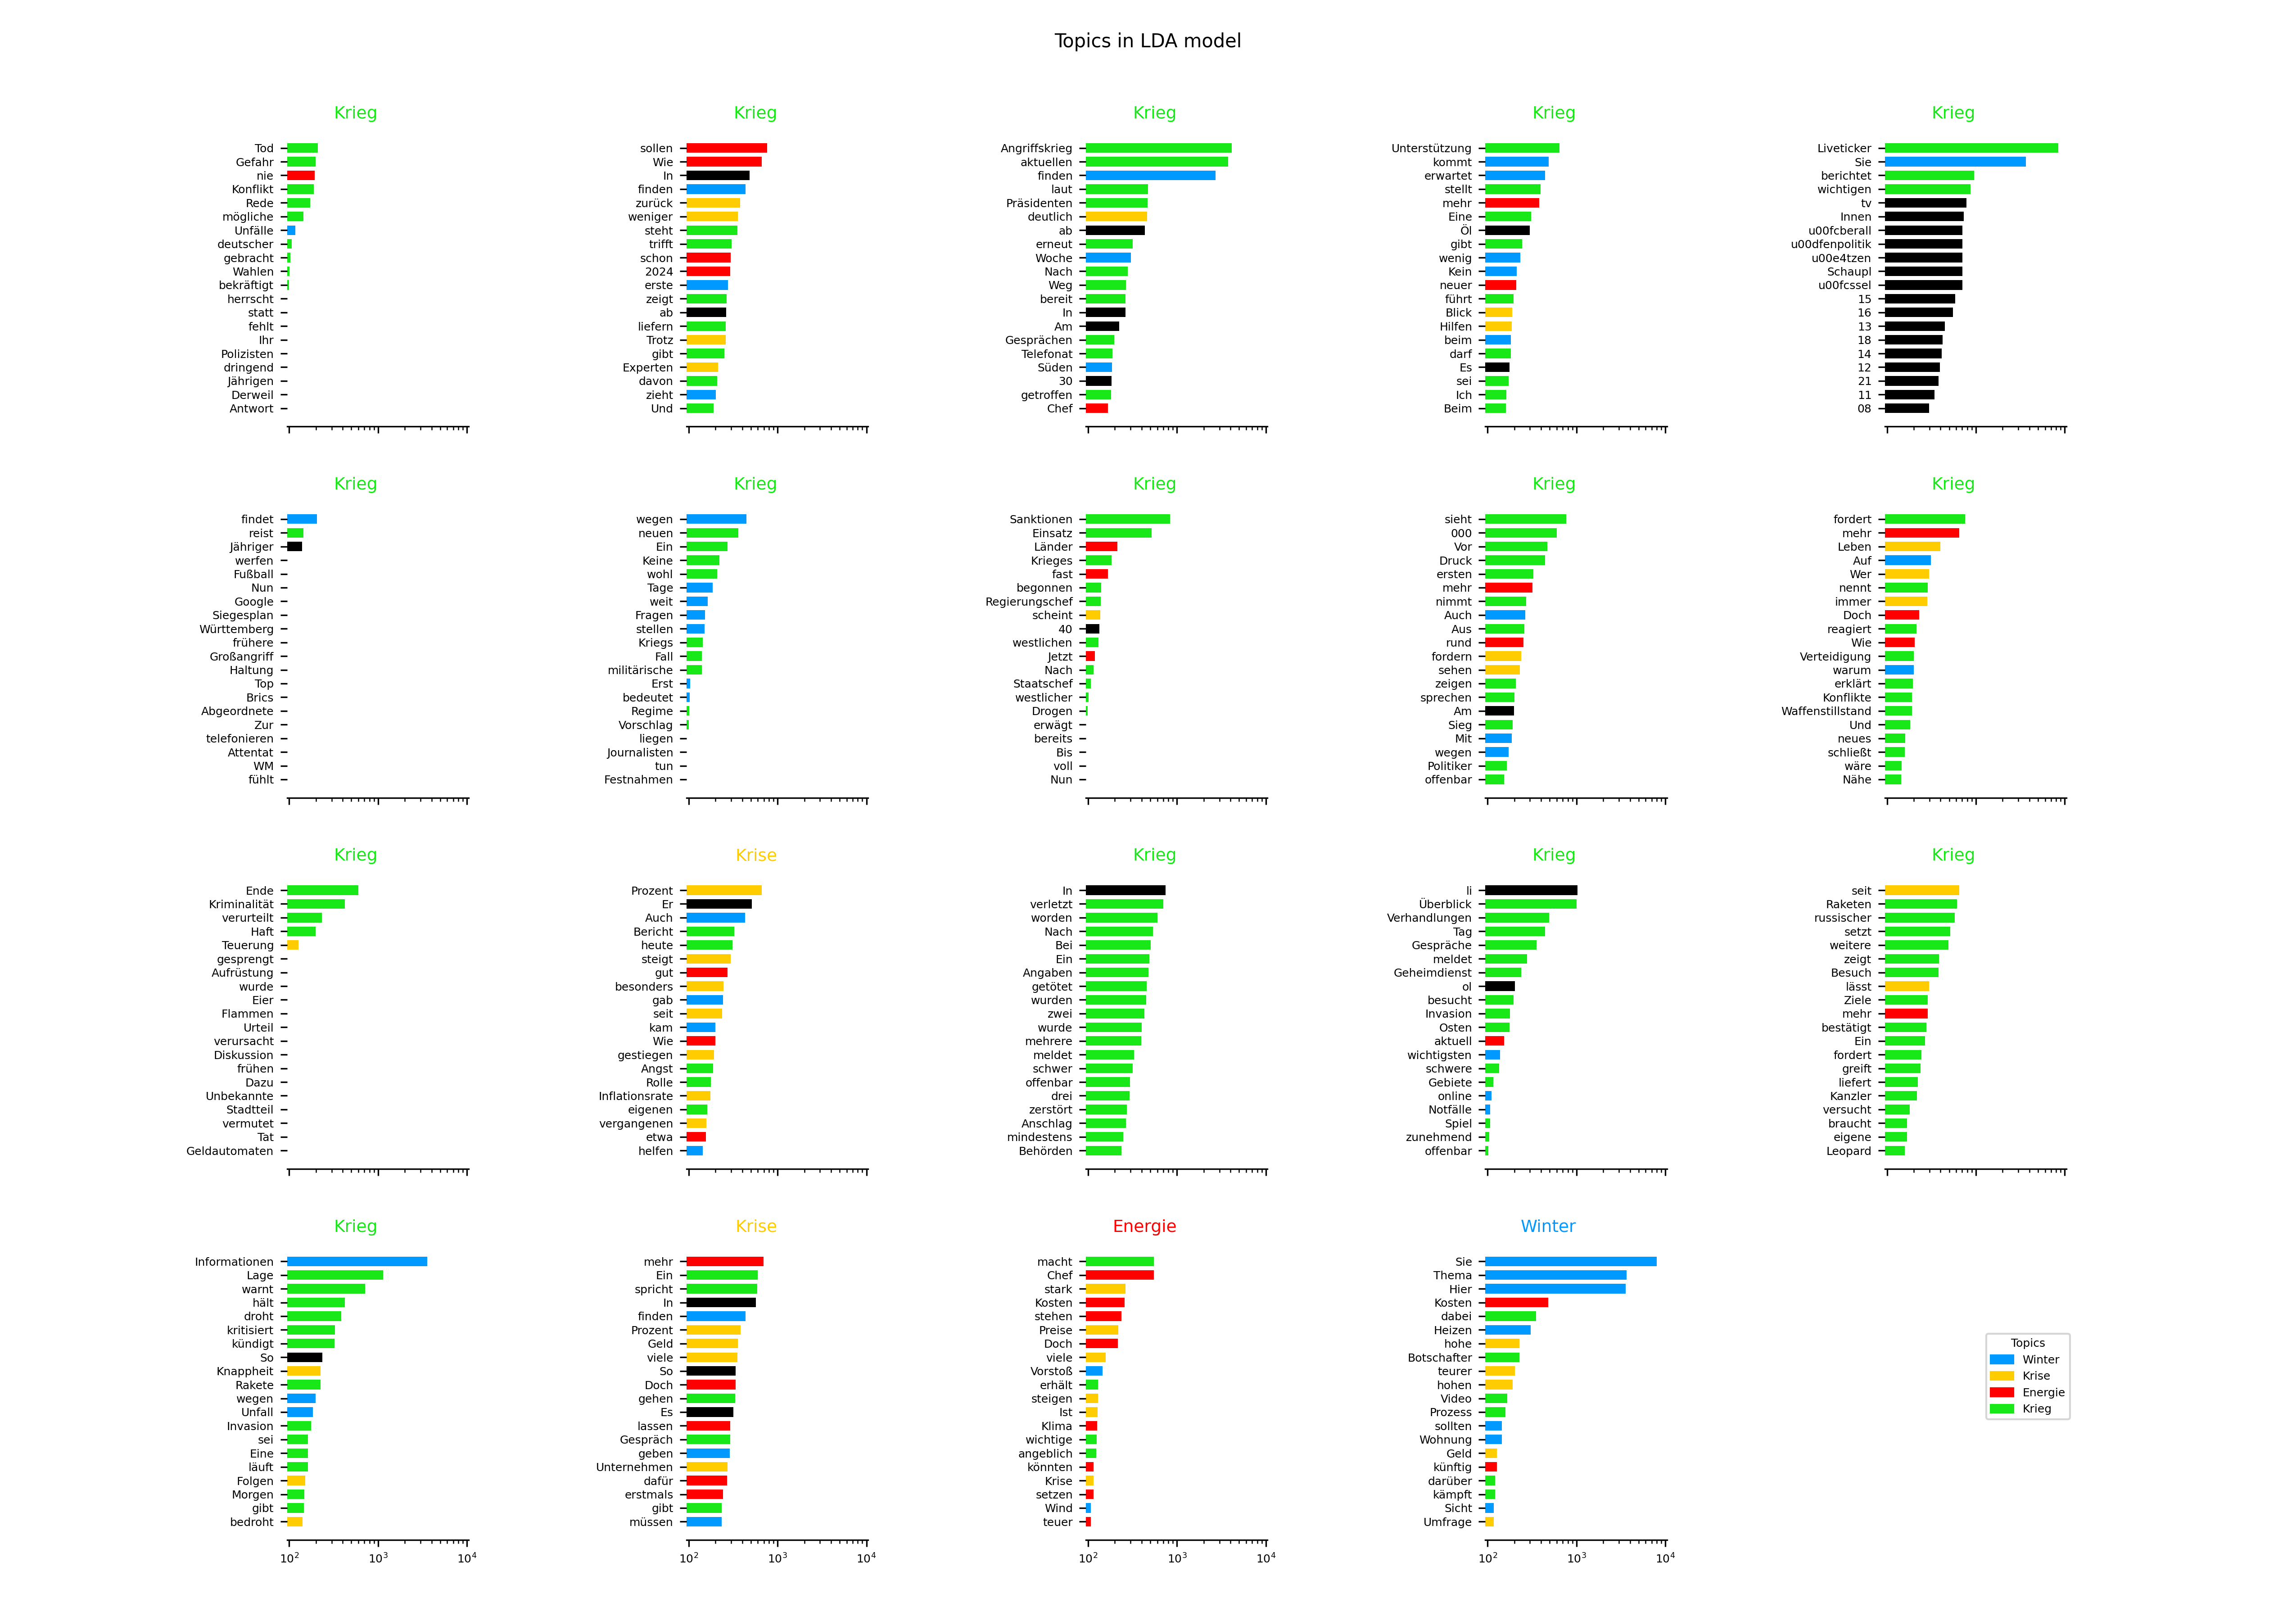 Topics in LDA model
Krieg
Tod
Gefahr
nie
Konflikt
Rede
mögliche
Unfälle
deutscher
gebracht
Wahlen
bekräftigt
herrscht
statt
fehlt
Ihr
Polizisten
dringend
Jährigen
Derweil
Antwort
Krieg
sollen
Wie
In
finden
zurück
weniger
steht
trifft
schon
2024
erste
zeigt
ab
liefern
Trotz
gibt
Experten
davon
zieht
Und
Krieg
Angriffskrieg
aktuellen
finden
laut
Präsidenten
deutlich
ab
erneut
Woche
Nach
Weg
bereit
In
Am
Gesprächen
Telefonat
Süden
30
getroffen
Chef
Krieg
Unterstützung
kommt
erwartet
stellt
mehr
Eine
Öl
gibt
wenig
Kein
neuer
führt
Blick
Hilfen
beim
darf
Es
sei
Ich
Beim
Krieg
Liveticker
Sie
berichtet
wichtigen
tv
Innen
u00fcberall
u00dfenpolitik
u00e4tzen
Schaupl
u00fcssel
15
16
13
18
14
12
21
11
08
Krieg
findet
reist
Jähriger
werfen
Fußball
Nun
Google
Siegesplan
Württemberg
frühere
Großangriff
Haltung
Top
Brics
Abgeordnete
Zur
telefonieren
Attentat
WM
fühlt
Krieg
wegen
neuen
Ein
Keine
wohl
Tage
weit
Fragen
stellen
Kriegs
Fall
militärische
Erst
bedeutet
Regime
Vorschlag
liegen
Journalisten
tun
Festnahmen
Krieg
Sanktionen
Einsatz
Länder
Krieges
fast
begonnen
Regierungschef
scheint
40
westlichen
Jetzt
Nach
Staatschef
westlicher
Drogen
erwägt
bereits
Bis
voll
Nun
Krieg
sieht
000
Vor
Druck
ersten
mehr
nimmt
Auch
Aus
rund
fordern
sehen
zeigen
sprechen
Am
Sieg
Mit
wegen
Politiker
offenbar
Krieg
fordert
mehr
Leben
Auf
Wer
nennt
immer
Doch
reagiert
Wie
Verteidigung
warum
erklärt
Konflikte
Waffenstillstand
Und
neues
schließt
wäre
Nähe
Krieg
Ende
Kriminalität
verurteilt
Haft
Teuerung
gesprengt
Aufrüstung
wurde
Eier
Flammen
Urteil
verursacht
Diskussion
frühen
Dazu
Unbekannte
Stadtteil
vermutet
Tat
Geldautomaten
Krise
Prozent
Er
Auch
Bericht
heute
steigt
gut
besonders
gab
seit
kam
Wie
gestiegen
Angst
Rolle
Inflationsrate
eigenen
vergangenen
etwa
helfen
Krieg
In
verletzt
worden
Nach
Bei
Ein
Angaben
getötet
wurden
zwei
wurde
mehrere
meldet
schwer
offenbar
drei
zerstört
Anschlag
mindestens
Behörden
Krieg
li
Überblick
Verhandlungen
Tag
Gespräche
meldet
Geheimdienst
ol
besucht
Invasion
Osten
aktuell
wichtigsten
schwere
Gebiete
online
Notfälle
Spiel
zunehmend
offenbar
Krieg
seit
Raketen
russischer
setzt
weitere
zeigt
Besuch
lässt
Ziele
mehr
bestätigt
Ein
fordert
greift
liefert
Kanzler
versucht
braucht
eigene
Leopard
Krieg
Informationen
Lage
warnt
hält
droht
kritisiert
kündigt
So
Knappheit
Rakete
wegen
Unfall
Invasion
sei
Eine
läuft
Folgen
Morgen
gibt
bedroht
10² 10³ 10⁴
Krise
mehr
Ein
spricht
In
finden
Prozent
Geld
viele
So
Doch
gehen
Es
lassen
Gespräch
geben
Unternehmen
dafür
erstmals
gibt
müssen
10² 10³ 10⁴
Energie
macht
Chef
stark
Kosten
stehen
Preise
Doch
viele
Vorstoß
erhält
steigen
Ist
Klima
wichtige
angeblich
könnten
Krise
setzen
Wind
teuer
10² 10³ 10⁴
Winter
Sie
Thema
Hier
Kosten
dabei
Heizen
hohe
Botschafter
teurer
hohen
Video
Prozess
sollten
Wohnung
Geld
künftig
darüber
kämpft
Sicht
Umfrage
10² 10³ 10⁴
Topics
Winter
Krise
Energie
Krieg